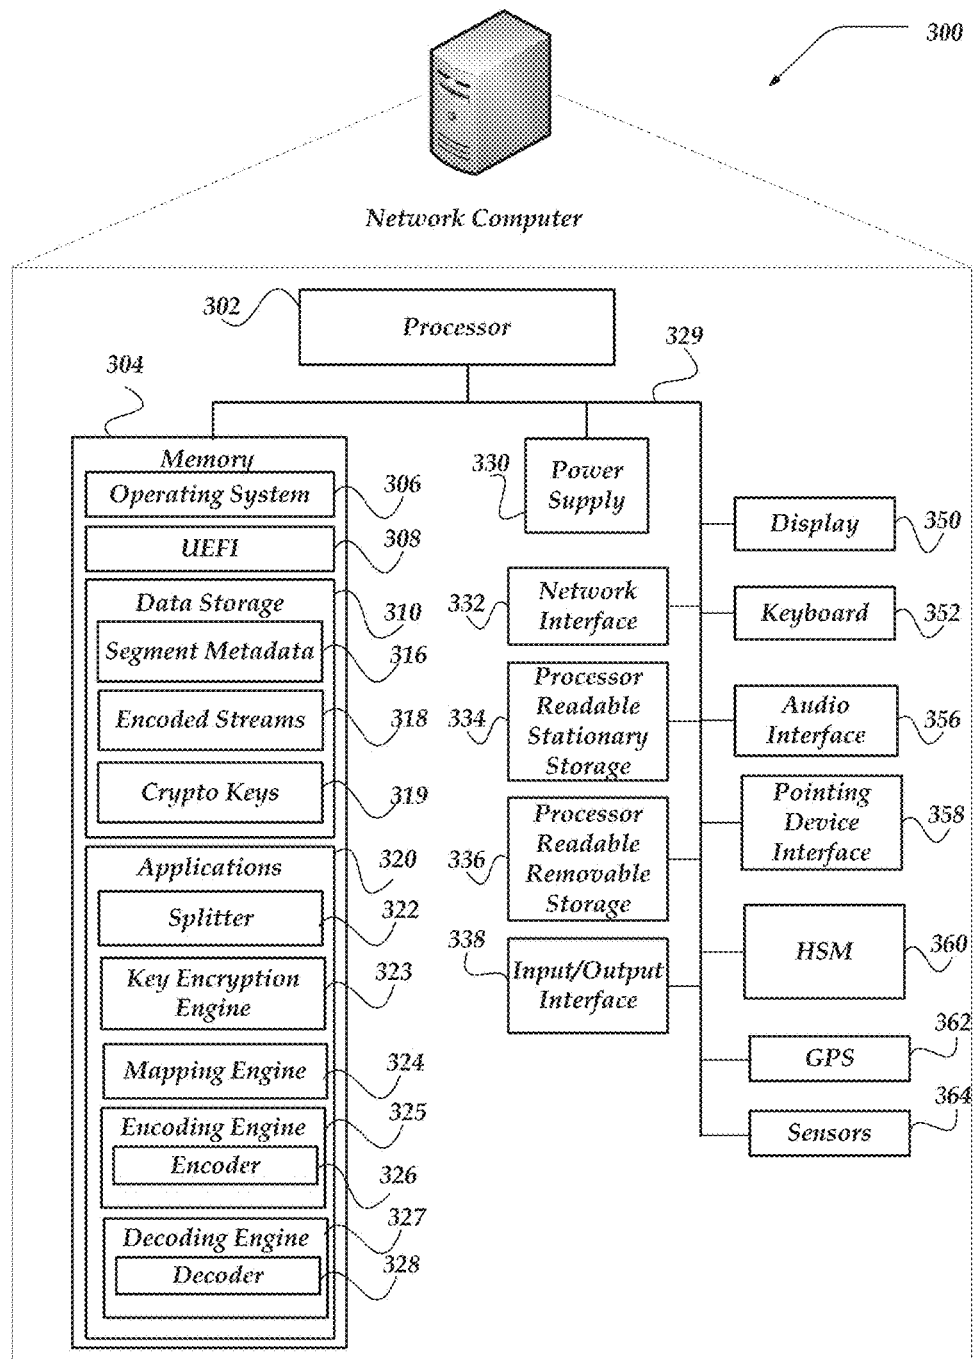 300
Network Computer
302
Processor
329
304
Memory
Operating System
306
UEFI
308
Data Storage
310
Segment Metadata
316
Encoded Streams
318
Crypto Keys
319
Applications
320
Splitter
322
Key Encryption
Engine
323
Mapping Engine
324
Encoding Engine
325
Encoder
326
Decoding Engine
327
Decoder
328
330
Power
Supply
332
Network
Interface
334
Processor
Readable
Stationary
Storage
336
Processor
Readable
Removable
Storage
338
Input/Output
Interface
Display
350
Keyboard
352
Audio
Interface
356
Pointing
Device
Interface
358
HSM
360
GPS
362
Sensors
364